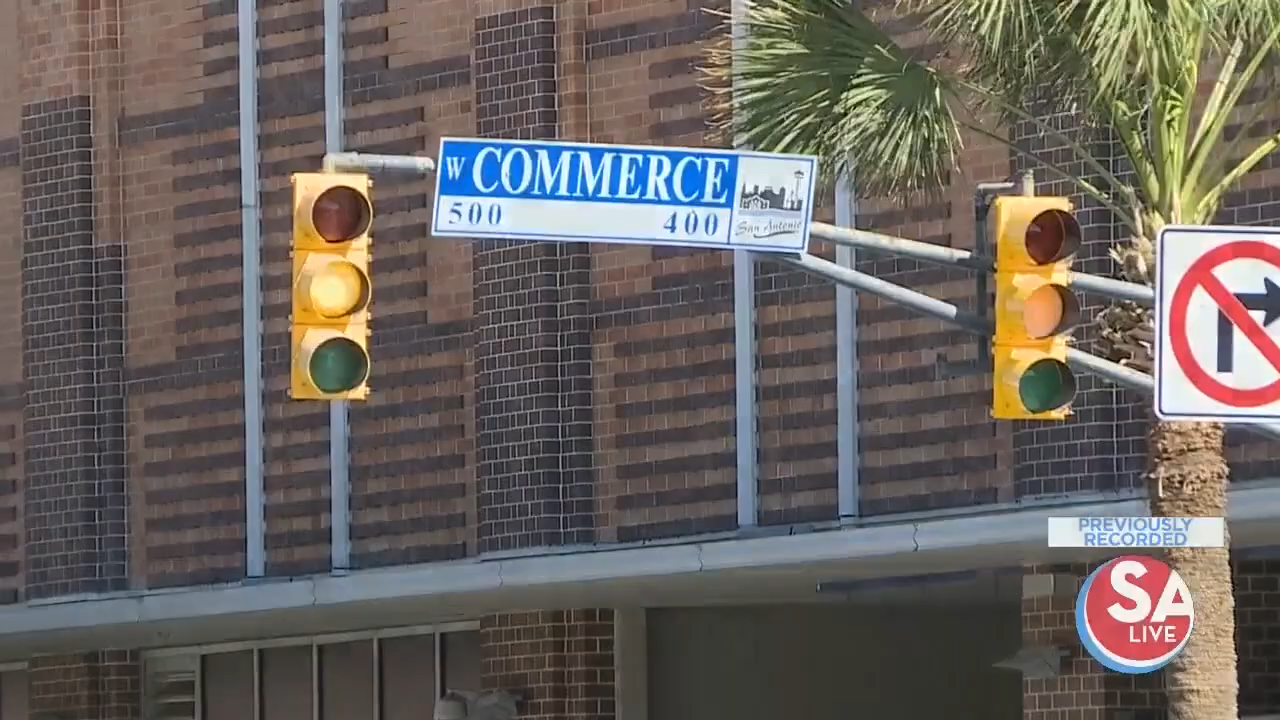 W COMMERCE
500 400
San Antonio
PREVIOUSLY
RECORDED
SA
LIVE